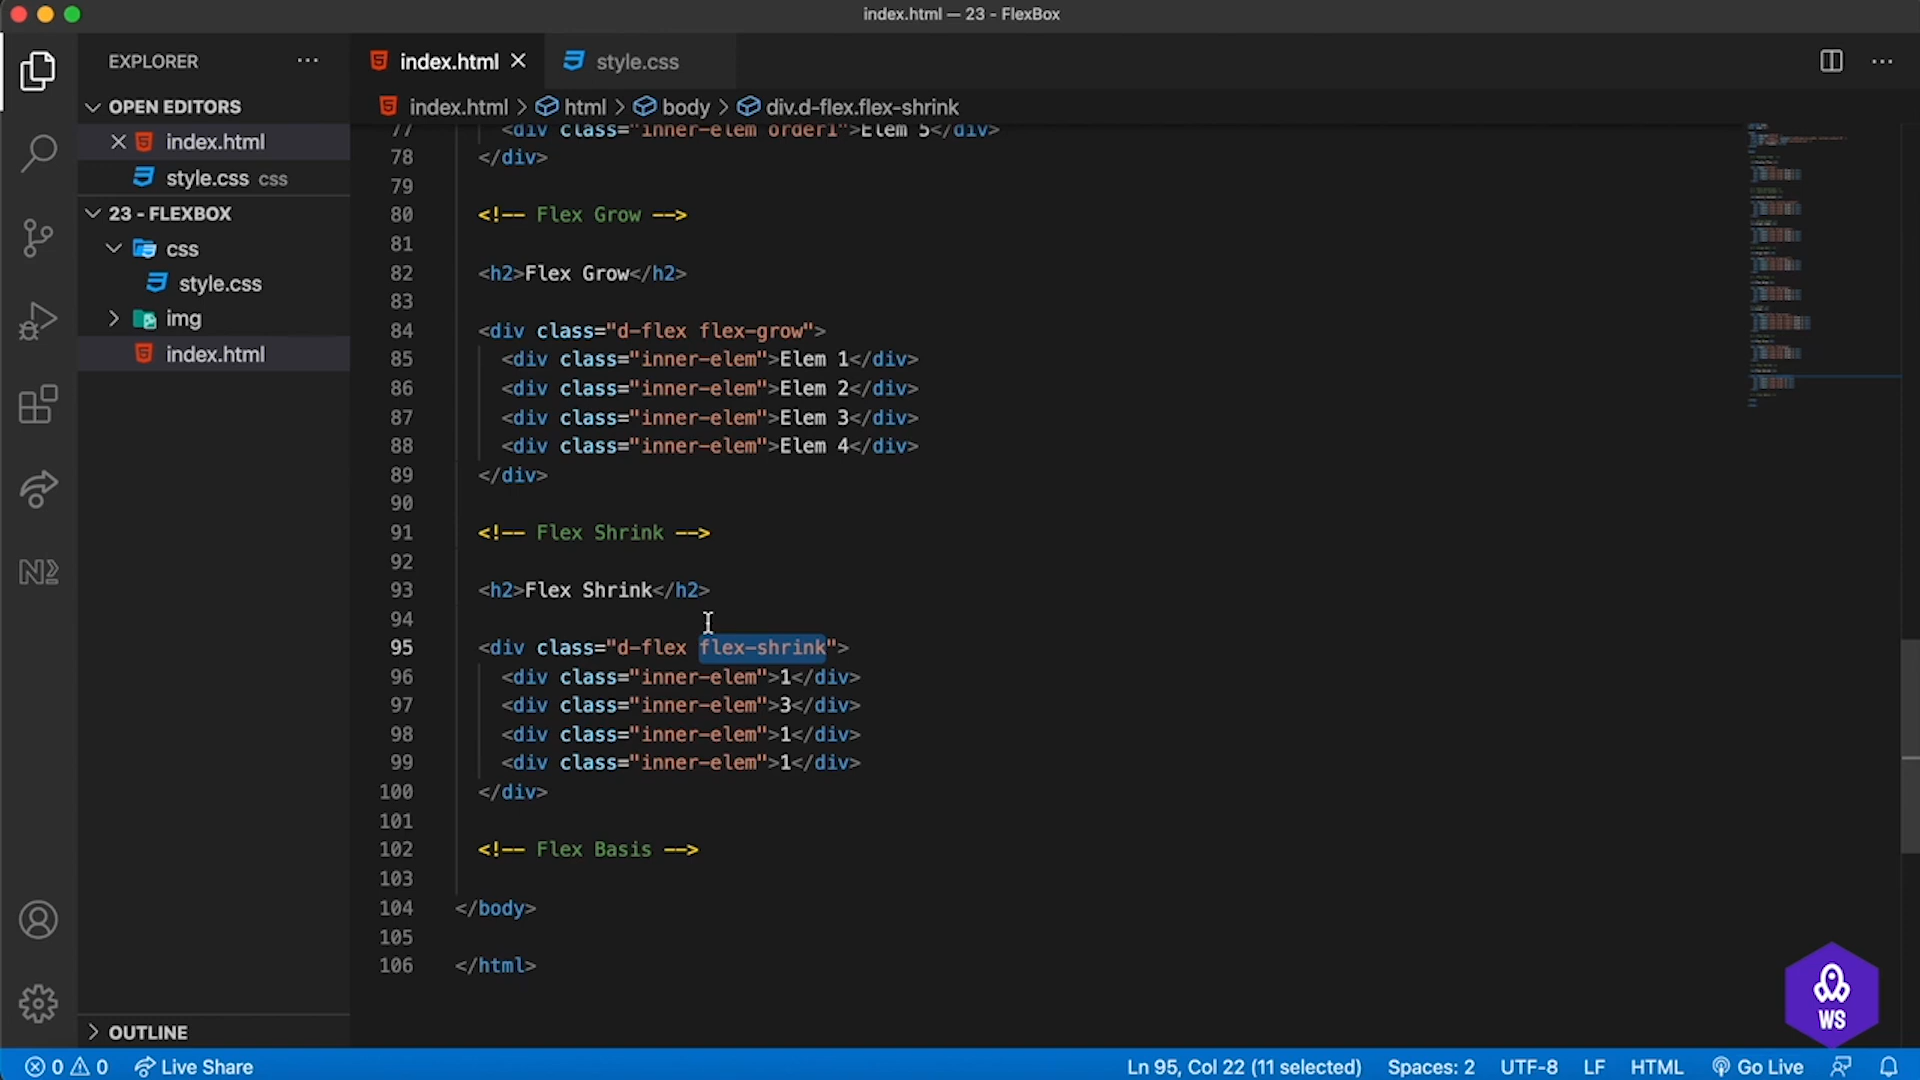 index.html — 23 - FlexBox
EXPLORER
index.html
style.css
OPEN EDITORS
index.html > html > body > div.d-flex.flex-shrink
index.html
style.css css
23 - FLEXBOX
css
style.css
img
index.html
77 <div class="inner-elem order1">Elem 5</div>
78 </div>
79
80 <!-- Flex Grow -->
81
82 <h2>Flex Grow</h2>
83
84 <div class="d-flex flex-grow">
85 <div class="inner-elem">Elem 1</div>
86 <div class="inner-elem">Elem 2</div>
87 <div class="inner-elem">Elem 3</div>
88 <div class="inner-elem">Elem 4</div>
89 </div>
90
91 <!-- Flex Shrink -->
92
93 <h2>Flex Shrink</h2>
94
95 <div class="d-flex flex-shrink">
96 <div class="inner-elem">1</div>
97 <div class="inner-elem">3</div>
98 <div class="inner-elem">1</div>
99 <div class="inner-elem">1</div>
100 </div>
101
102 <!-- Flex Basis -->
103
104 </body>
105
106 </html>
WS
OUTLINE
0 0 Live Share
Ln 95, Col 22 (11 selected) Spaces: 2 UTF-8 LF HTML Go Live